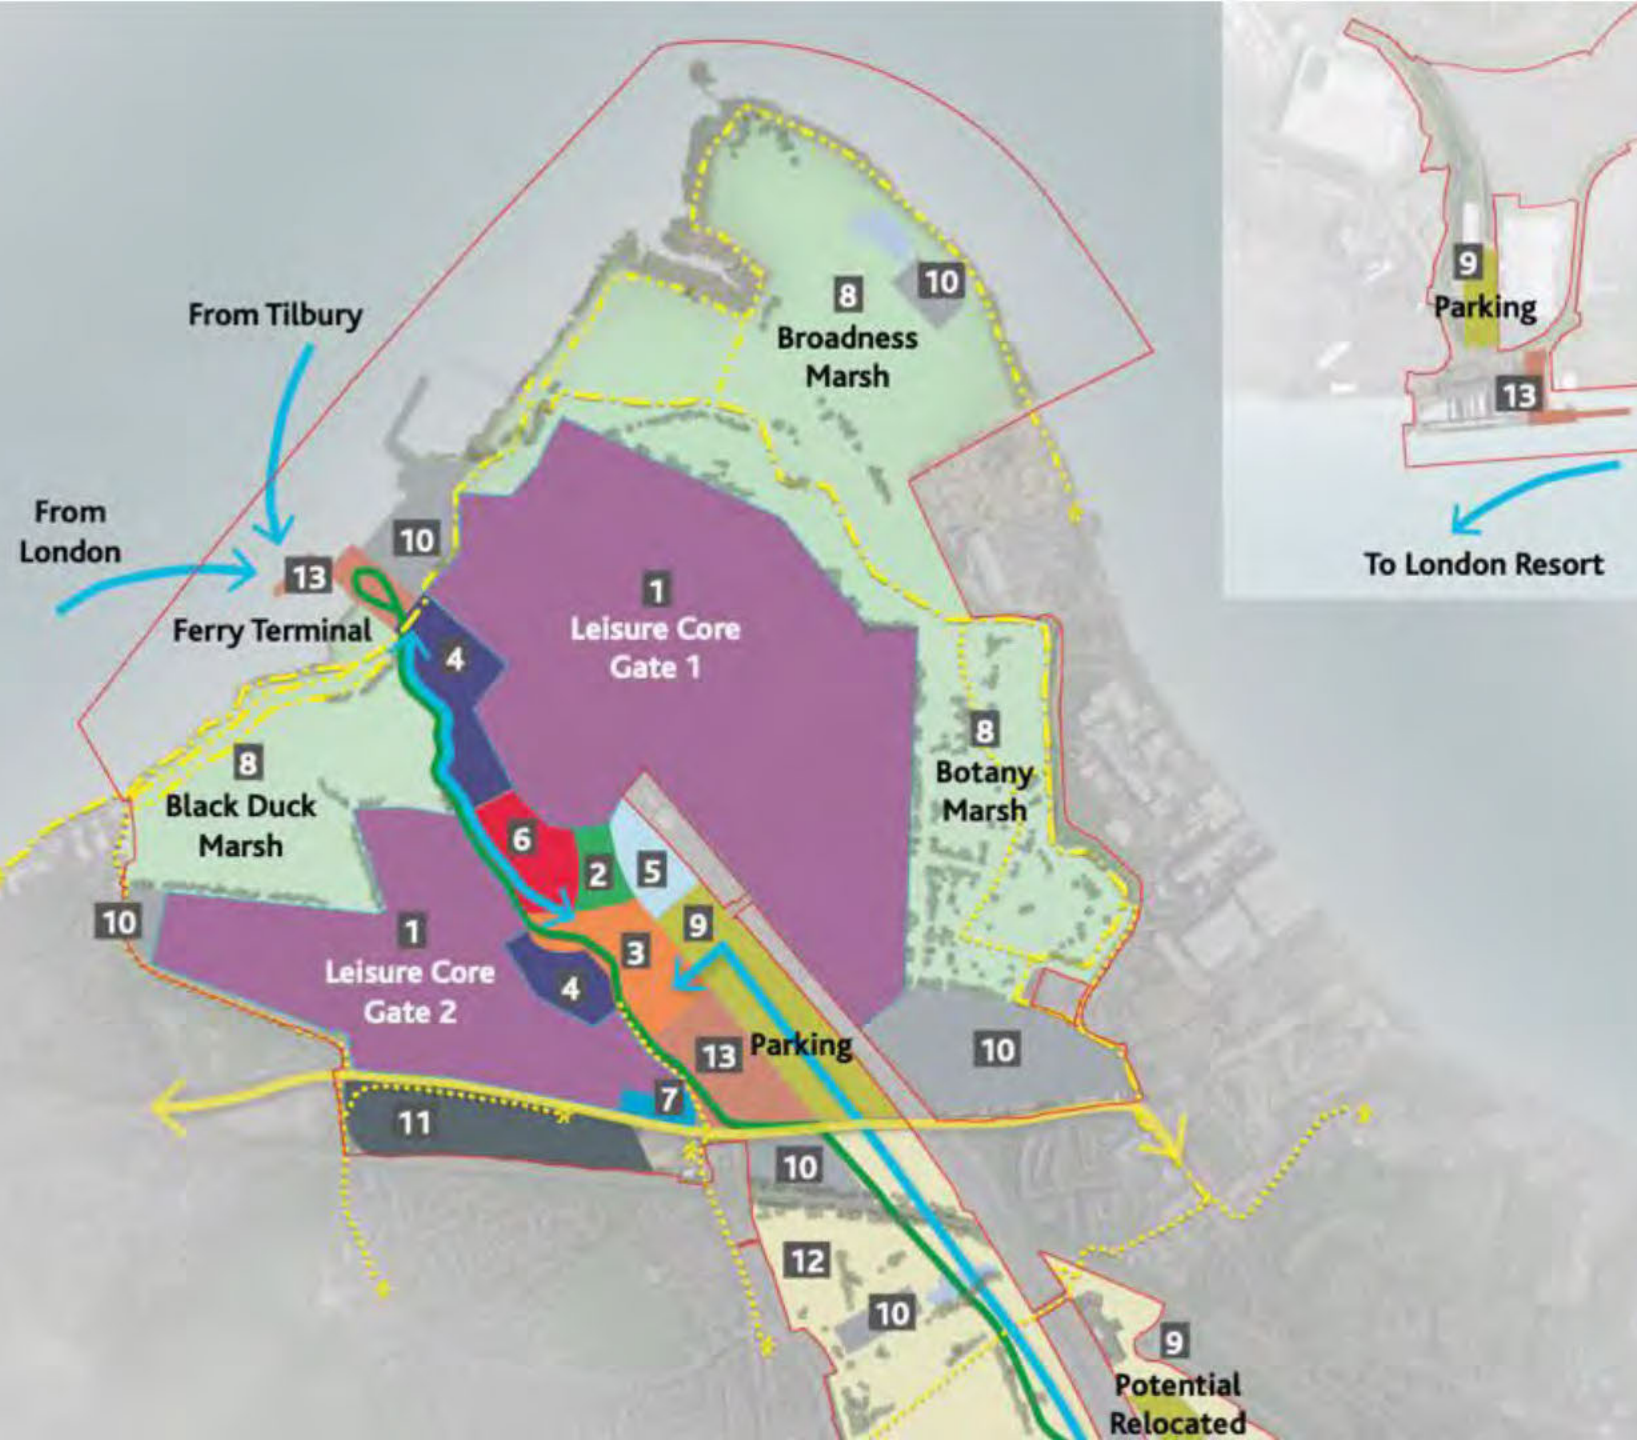 8
10
Broadness
Marsh
From Tilbury
From
London
10
13
Ferry Terminal
1
Leisure Core
Gate 1
4
8
Botany
Marsh
8
Black Duck
Marsh
6
2
5
10
1
Leisure Core
Gate 2
9
3
4
13
Parking
10
7
11
10
12
10
9
Potential
Relocated
9
Parking
13
To London Resort